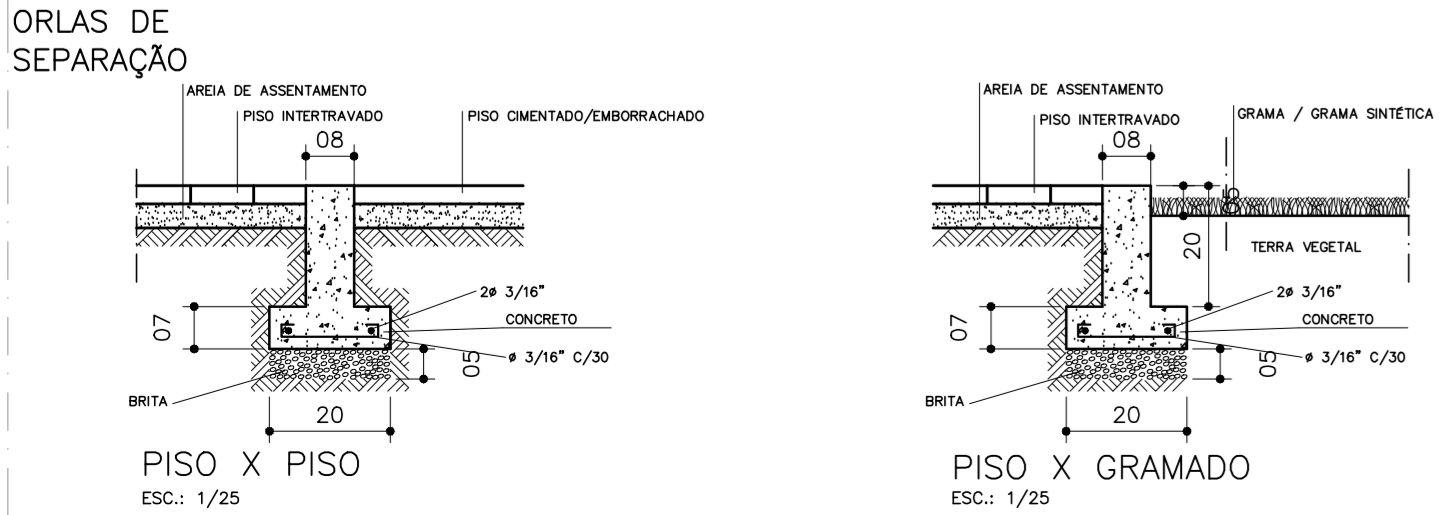 ORLAS DE
SEPARAÇÃO
AREIA DE ASSENTAMENTO
PISO INTERTRAVADO
PISO CIMENTADO/EMBORRACHADO
08
07
2ø 3/16"
CONCRETO
ø 3/16" C/30
05
BRITA
20
PISO X PISO
ESC.: 1/25
AREIA DE ASSENTAMENTO
PISO INTERTRAVADO
GRAMA / GRAMA SINTÉTICA
08
05
20
TERRA VEGETAL
07
2ø 3/16"
CONCRETO
ø 3/16" C/30
05
BRITA
20
PISO X GRAMADO
ESC.: 1/25